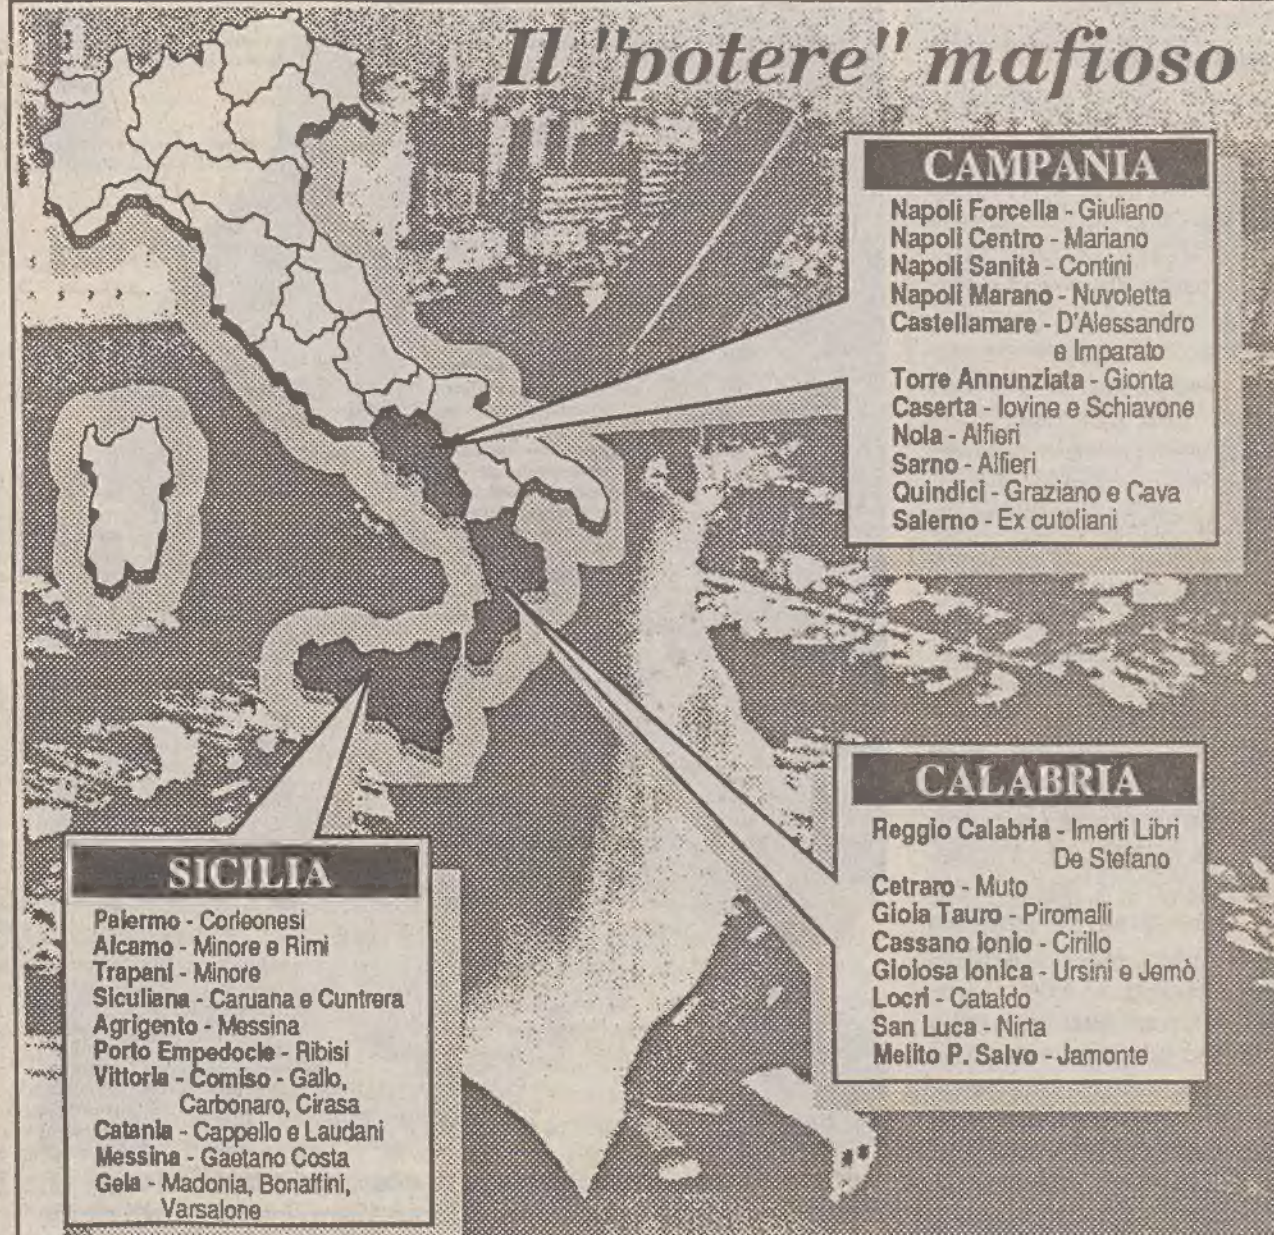 Il "potere" mafioso
CAMPANIA
Napoli Forcella - Giuliano
Napoli Centro - Mariano
Napoli Sanità - Contini
Napoli Marano - Nuvoletta
Castellamare - D'Alessandro
e Imparato
Torre Annunziata - Gionta
Caserta - Iovine e Schiavone
Nola - Alfieri
Sarno - Alfieri
Quindici - Graziano e Cava
Salerno - Ex cutoliani
CALABRIA
Reggio Calabria - Imerti Libri
De Stefano
Cetraro - Muto
Gioia Tauro - Piromalli
Cassano Ionio - Cirillo
Gioiosa Ionica - Ursini e Jemò
Locri - Cataldo
San Luca - Nirta
Melito P. Salvo - Jamonte
SICILIA
Palermo - Corleonesi
Alcamo - Minore e Rimi
Trapani - Minore
Siculiana - Caruana e Cuntrera
Agrigento - Messina
Porto Empedocle - Ribisi
Vittoria - Comiso - Gallo,
Carbonaro, Cirasa
Catania - Cappello e Laudani
Messina - Gaetano Costa
Gela - Madonia, Bonaffini,
Varsalone